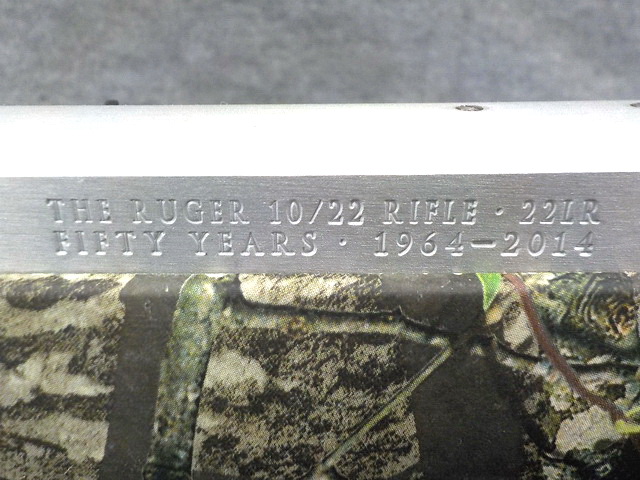 THE RUGER 10/22 RIFLE · 22LR
FIFTY YEARS · 1964–2014